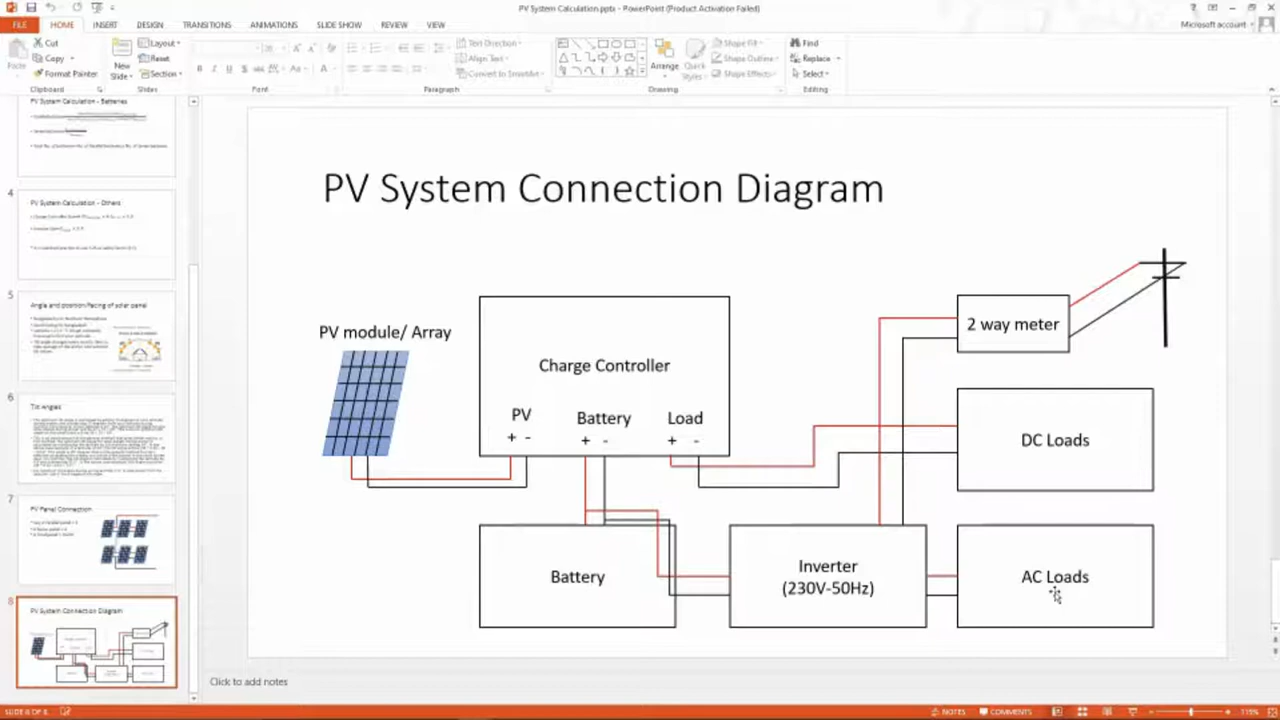 PV System Calculation.pptx - PowerPoint (Product Activation Failed)
FILE HOME INSERT DESIGN TRANSITIONS ANIMATIONS SLIDE SHOW REVIEW VIEW
Microsoft account
Paste
Cut
Copy
Format Painter
Clipboard
New
Slide
Layout
Reset
Section
Slides
Font
Text Direction
Align Text
Convert to SmartArt
Paragraph
Arrange
Quick
Styles
Shape Fill
Shape Outline
Shape Effects
Drawing
Find
Replace
Select
Editing
PV System Calculation - Batteries
4
PV System Calculation - Others
5
Angle and position/Facing of solar panel
6
Tilt Angles
7
PV Panel Connection
8
PV System Connection Diagram
PV System Connection Diagram
PV module/ Array
Charge Controller
PV Battery Load
+ - + - + -
2 way meter
DC Loads
Battery
Inverter
(230V-50Hz)
AC Loads
Click to add notes
SLIDE 8 OF 8
NOTES COMMENTS
115%